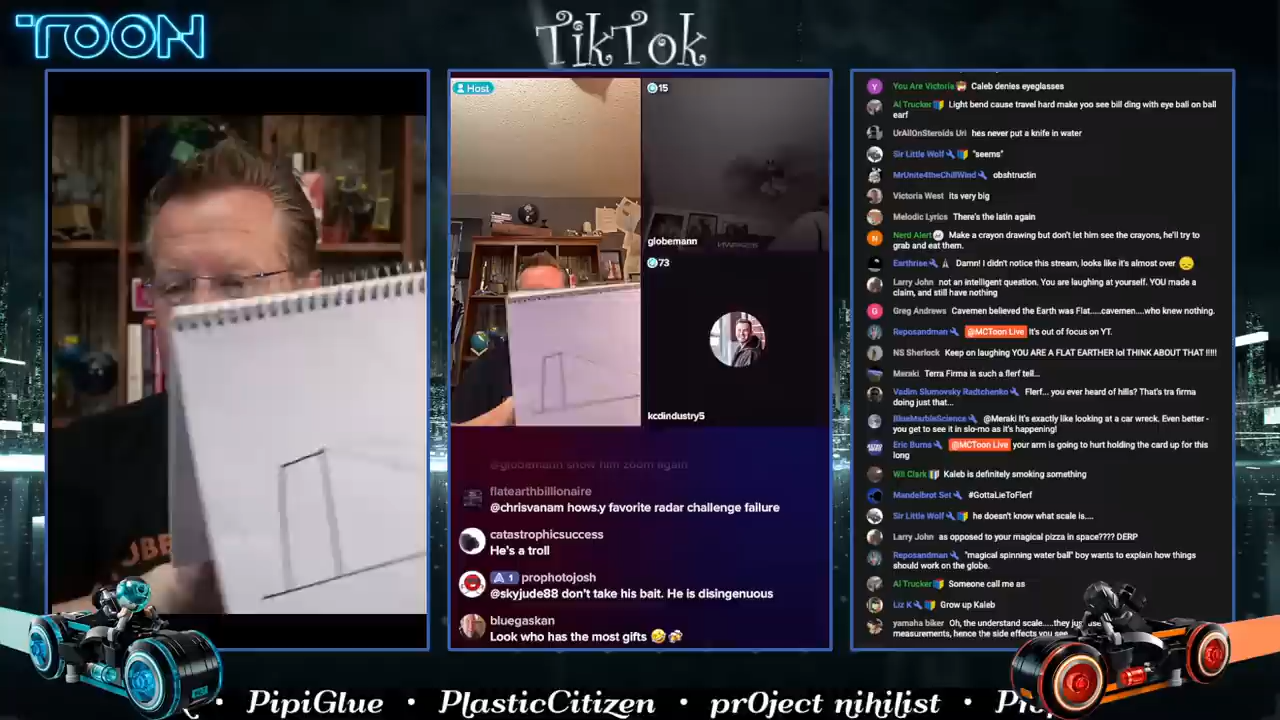 TOON
TikTok
JBE
Host
15
globemann
73
kcdindustry5
@globemann show him zoom again
flatearthbillionaire
@chrisvanam hows.y favorite radar challenge failure
catastrophicsuccess
He's a troll
1 prophotojosh
@skyjude88 don't take his bait. He is disingenuous
bluegaskan
Look who has the most gifts 🤣
You Are Victoria Caleb denies eyeglasses
Al Trucker Light bend cause travel hard make you see bill ding with eye ball on ball
earf
UrAllOnSteroids Uri hes never put a knife in water
Sir Little Wolf "seems"
MrUnite4theChillWind obshtructin
Victoria West its very big
Melodic Lyrics There's the latin again
Nerd Alert Make a crayon drawing but don't let him see the crayons, he'll try to
grab and eat them.
Earthrise Damn! I didn't notice this stream, looks like it's almost over 😞
Larry John not an intelligent question. You are laughing at yourself. YOU made a
claim, and still have nothing
Greg Andrews Cavemen believed the Earth was Flat.....cavemen....who knew nothing.
Reposandman @MCToon Live It's out of focus on YT.
NS Sherlock Keep on laughing YOU ARE A FLAT EARTHER lol THINK ABOUT THAT !!!!!
Meraki Terra Firma is such a flerf tell...
Vadim Slumovsky Radtchenko Flerf... you ever heard of hills? That's tra firma
doing just that...
BlueMarbleScience @Meraki It's exactly like looking at a car wreck. Even better -
you get to see it in slo-mo as it's happening!
Eric Burns @MCToon Live your arm is going to hurt holding the card up for this
long
Wil Clark Kaleb is definitely smoking something
Mandelbrot Set #GottaLieToFlerf
Sir Little Wolf he doesn't know what scale is....
Larry John as opposed to your magical pizza in space???? DERP
Reposandman "magical spinning water ball" boy wants to explain how things
should work on the globe.
Al Trucker Someone call me as
Liz K Grow up Kaleb
yamaha biker Oh, the understand scale.....they jus use
measurements, hence the side effects you see
• PipiGlue • PlasticCitizen • pr0ject nihilist •